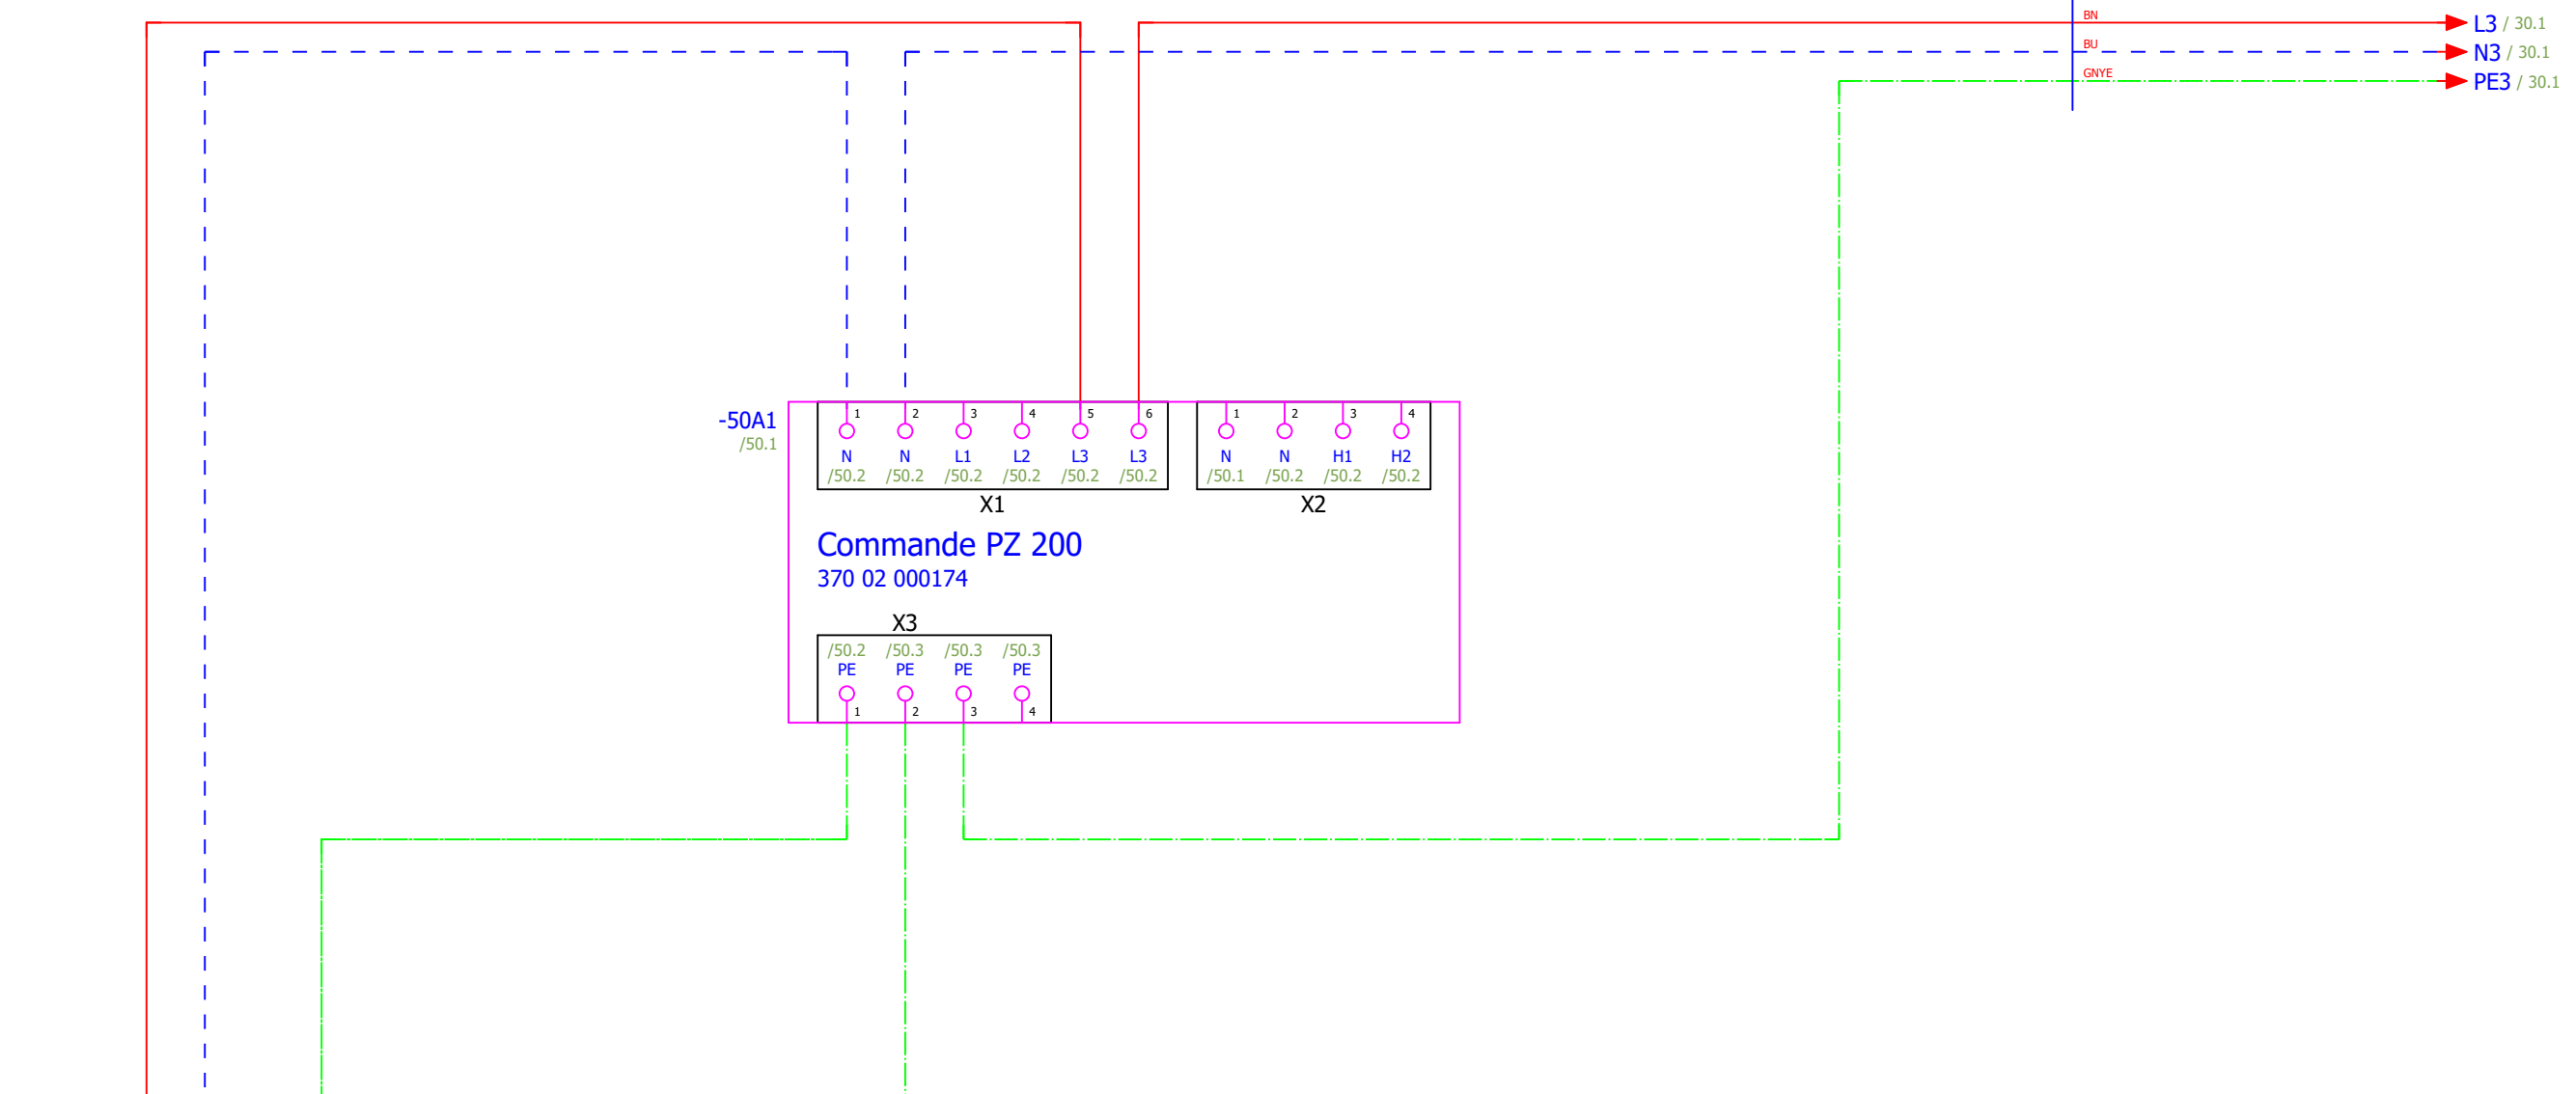 BN
L3 / 30.1
BU
N3 / 30.1
GNYE
PE3 / 30.1
-50A1
/50.1
1 2 3 4 5 6
N N L1 L2 L3 L3
/50.2 /50.2 /50.2 /50.2 /50.2 /50.2
X1
1 2 3 4
N N H1 H2
/50.1 /50.2 /50.2 /50.2
X2
Commande PZ 200
370 02 000174
X3
/50.2 /50.3 /50.3 /50.3
PE PE PE PE
1 2 3 4